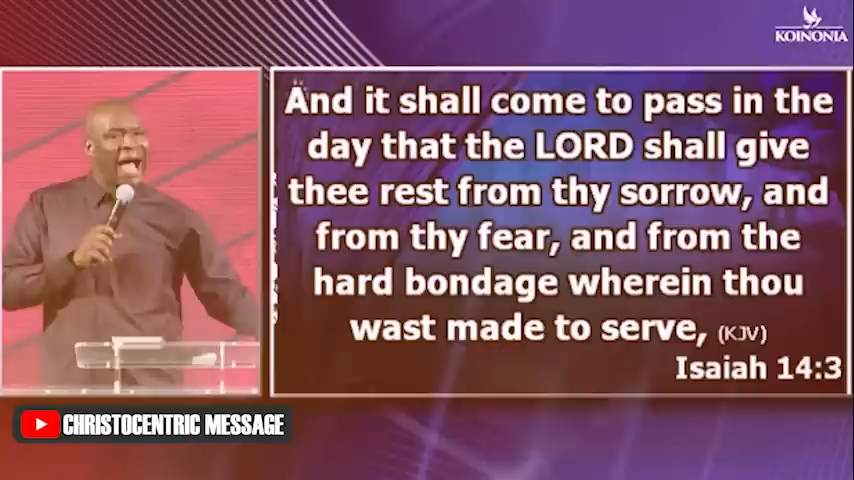 KOINONIA
And it shall come to pass in the
day that the LORD shall give
thee rest from thy sorrow, and
from thy fear, and from the
hard bondage wherein thou
wast made to serve, (KJV)
Isaiah 14:3
CHRISTOCENTRIC MESSAGE